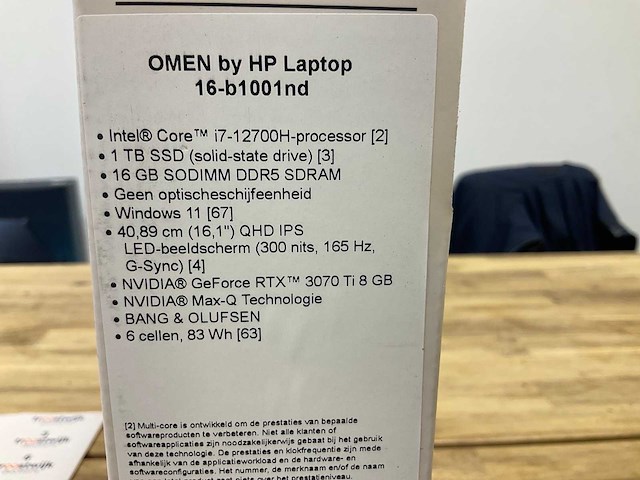 OMEN by HP Laptop
16-b1001nd
• Intel® Core™ i7-12700H-processor [2]
• 1 TB SSD (solid-state drive) [3]
• 16 GB SODIMM DDR5 SDRAM
• Geen optischeschijfeenheid
• Windows 11 [67]
• 40,89 cm (16,1") QHD IPS
LED-beeldscherm (300 nits, 165 Hz,
G-Sync) [4]
• NVIDIA® GeForce RTX™ 3070 Ti 8 GB
• NVIDIA® Max-Q Technologie
• BANG & OLUFSEN
• 6 cellen, 83 Wh [63]
[2] Multi-core is ontwikkeld om de prestaties van bepaalde
softwareproducten te verbeteren. Niet alle klanten of
softwareapplicaties zijn noodzakelijkerwijs gebaat bij het gebruik
van deze technologie. De prestaties en klokfrequentie zijn mede
afhankelijk van de applicatieworkload en de hardware- en
softwareconfiguraties. Het nummer, de merknaam en/of de naam
prestatieniveau.